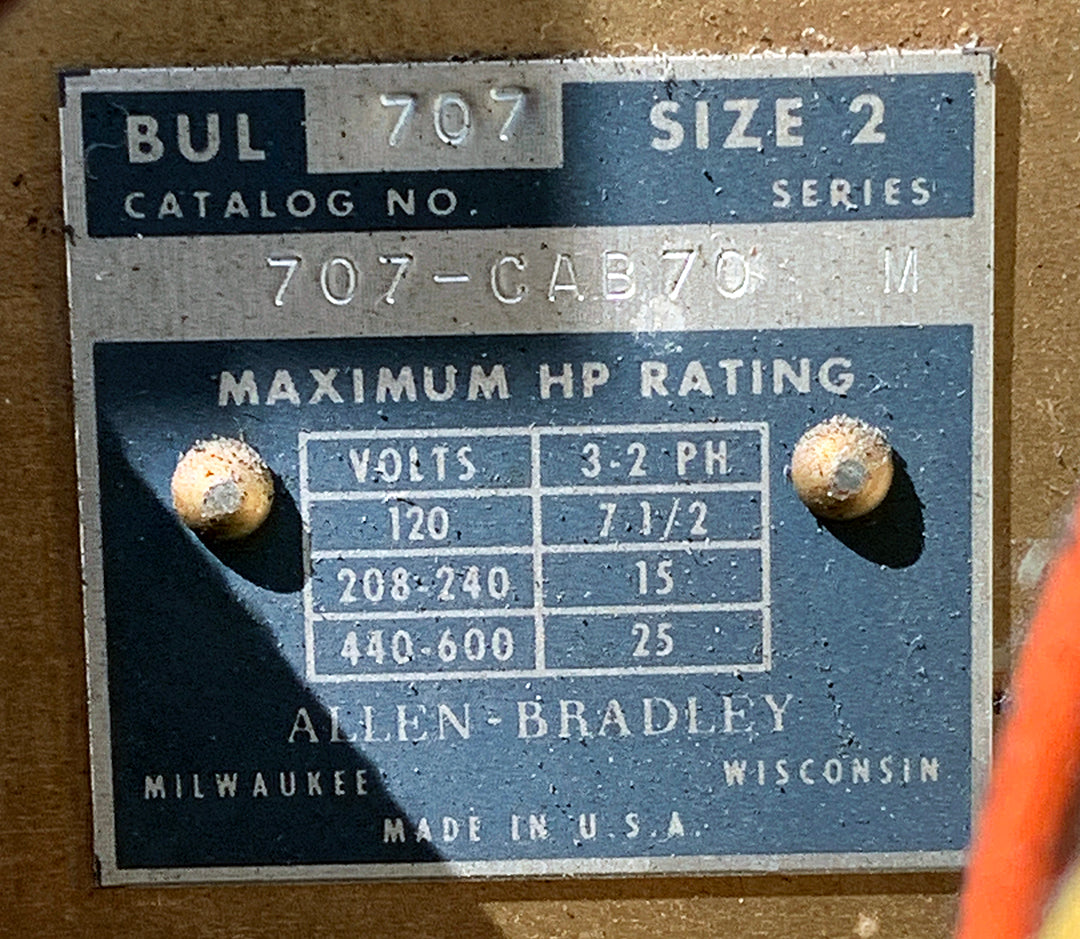 BUL 707 SIZE 2
CATALOG NO. SERIES
707-CAB70 M
MAXIMUM HP RATING
VOLTS 3-2 PH
120 7 1/2
208-240 15
440-600 25
ALLEN-BRADLEY
MILWAUKEE WISCONSIN
MADE IN U.S.A.